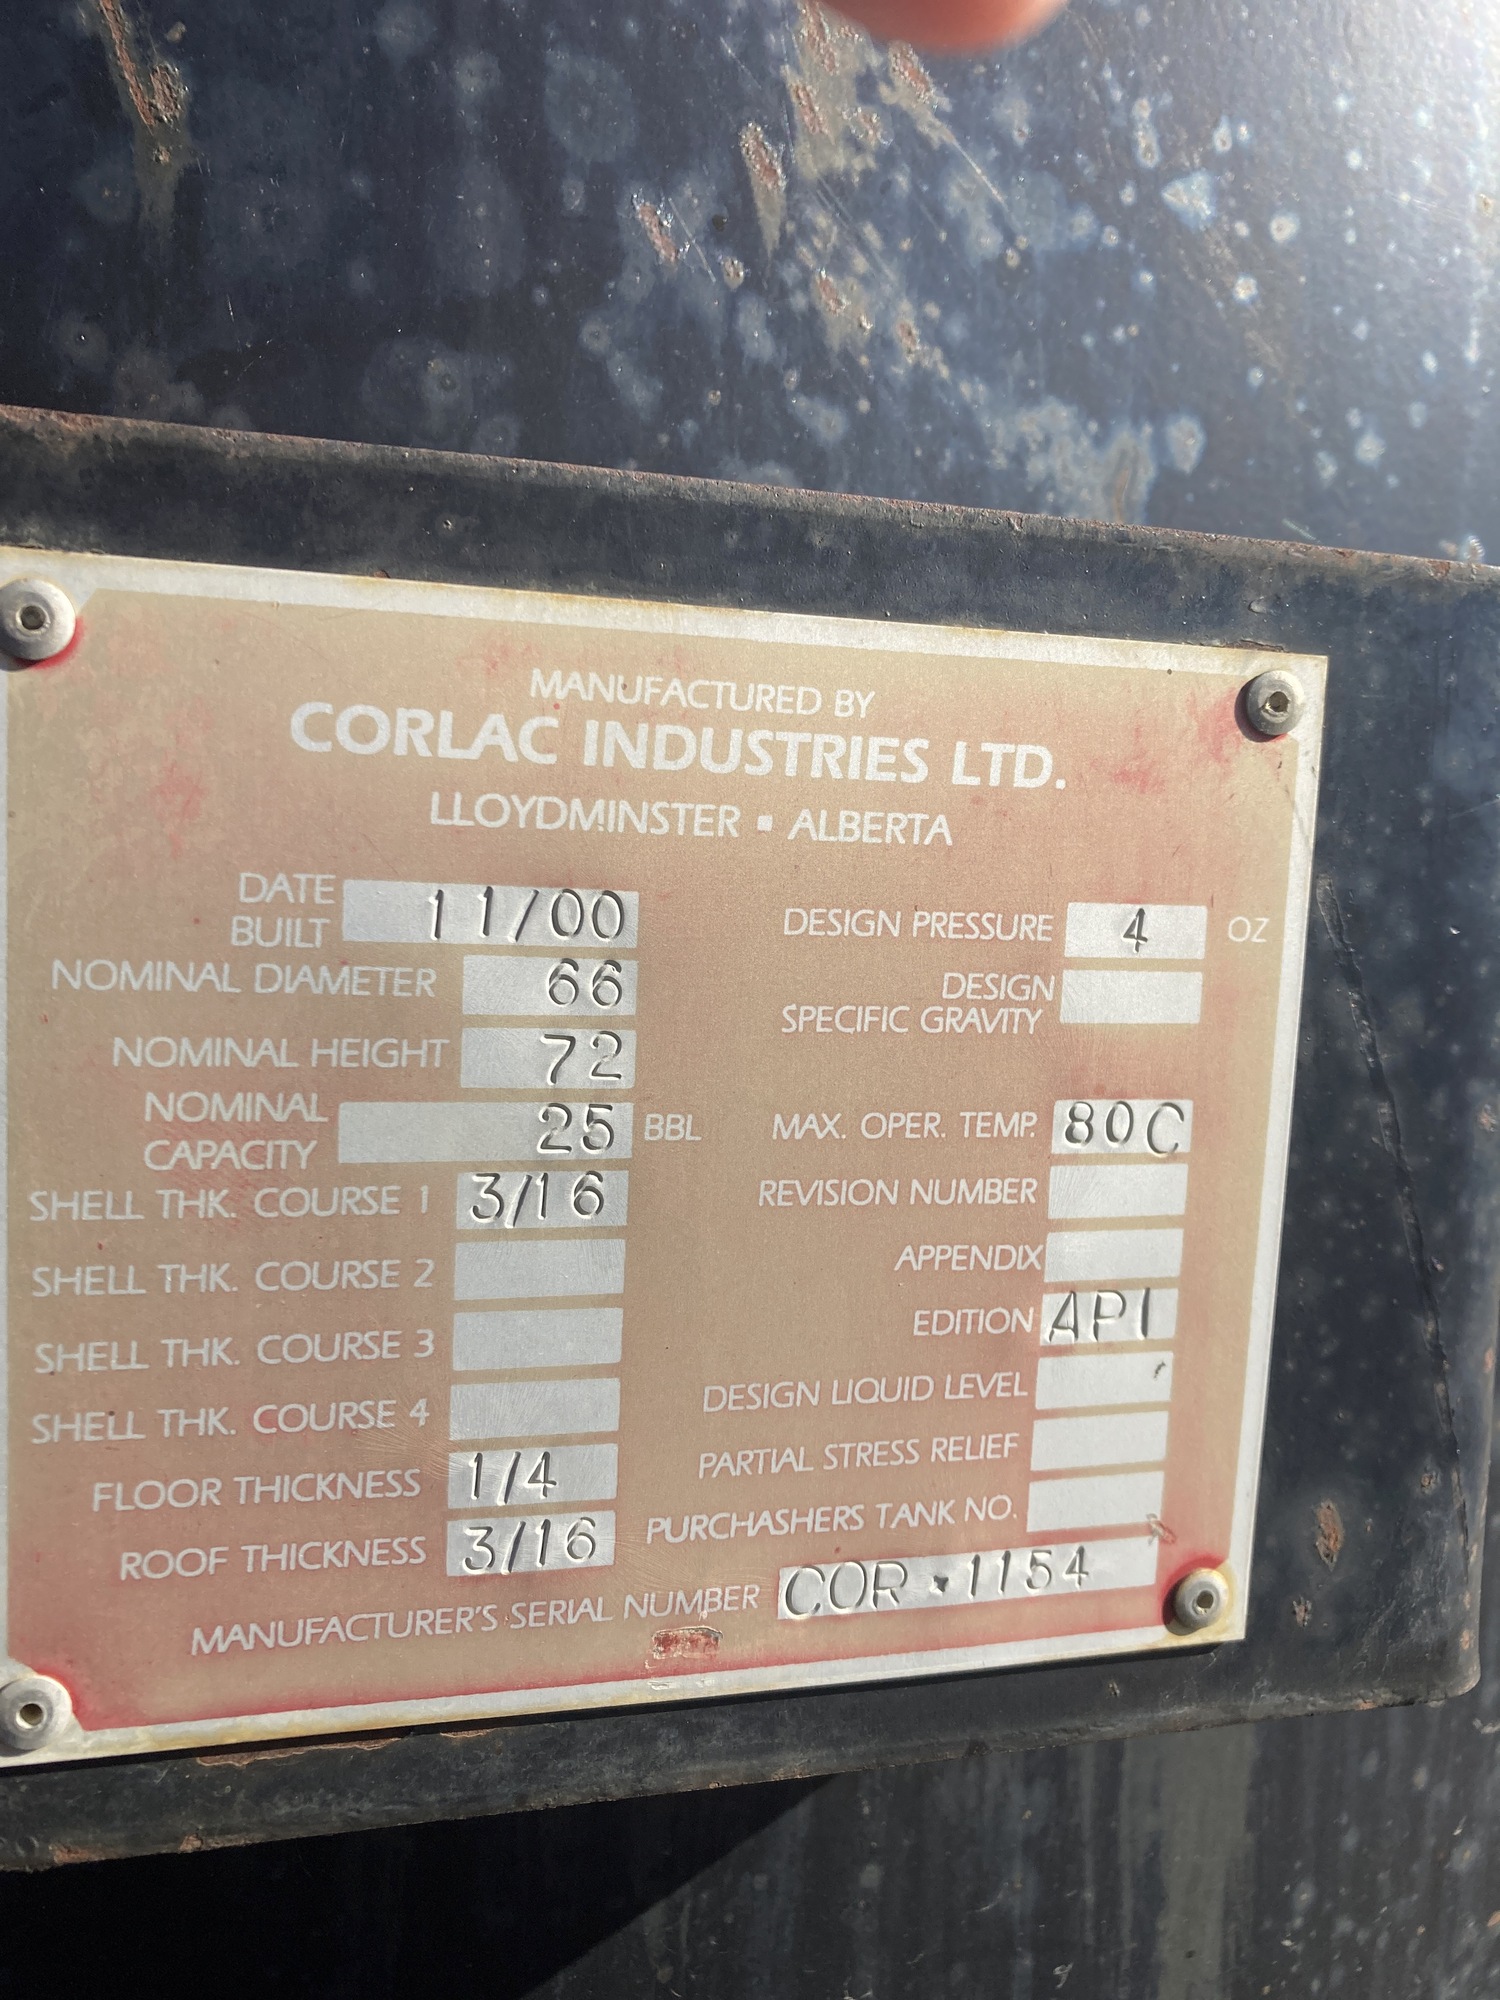 MANUFACTURED BY
CORLAC INDUSTRIES LTD.
LLOYDMINSTER ▪ ALBERTA
DATE BUILT 11/00
NOMINAL DIAMETER 66
NOMINAL HEIGHT 72
NOMINAL CAPACITY 25 BBL
SHELL THK. COURSE 1 3/16
SHELL THK. COURSE 2
SHELL THK. COURSE 3
SHELL THK. COURSE 4
FLOOR THICKNESS 1/4
ROOF THICKNESS 3/16
DESIGN PRESSURE 4 OZ
DESIGN SPECIFIC GRAVITY
MAX. OPER. TEMP. 80C
REVISION NUMBER
APPENDIX
EDITION API
DESIGN LIQUID LEVEL
PARTIAL STRESS RELIEF
PURCHASHERS TANK NO.
MANUFACTURER'S SERIAL NUMBER COR • 1154